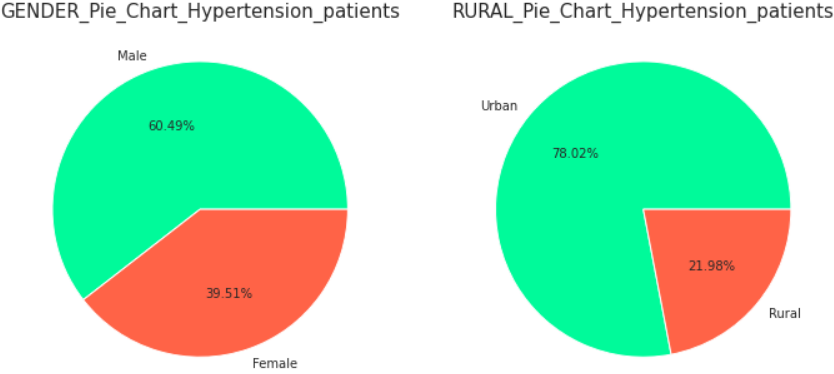 GENDER_Pie_Chart_Hypertension_patients
Male
60.49%
39.51%
Female
RURAL_Pie_Chart_Hypertension_patients
Urban
78.02%
21.98%
Rural